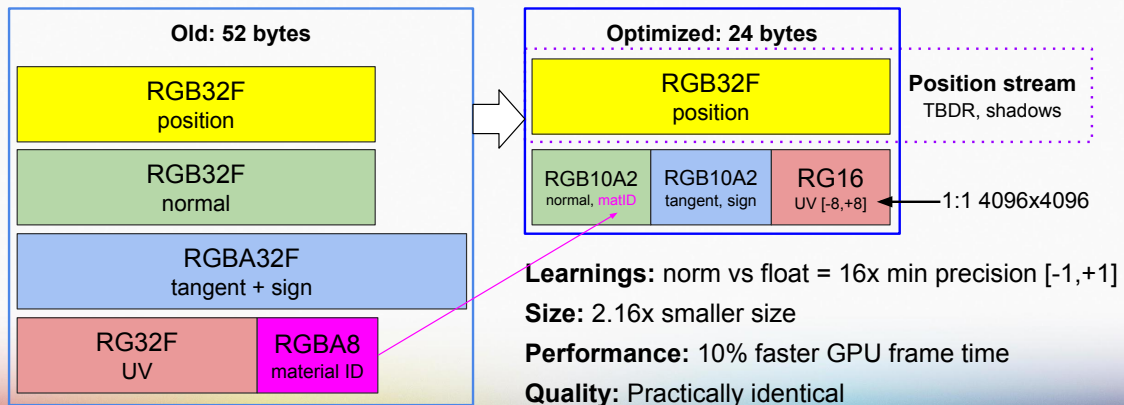 Old: 52 bytes
RGB32F
position
RGB32F
normal
RGBA32F
tangent + sign
RG32F
UV
RGBA8
material ID
Optimized: 24 bytes
RGB32F
position
Position stream
TBDR, shadows
RGB10A2
normal, matID
RGB10A2
tangent, sign
RG16
UV [-8,+8]
1:1 4096x4096
Learnings: norm vs float = 16x min precision [-1,+1]
Size: 2.16x smaller size
Performance: 10% faster GPU frame time
Quality: Practically identical